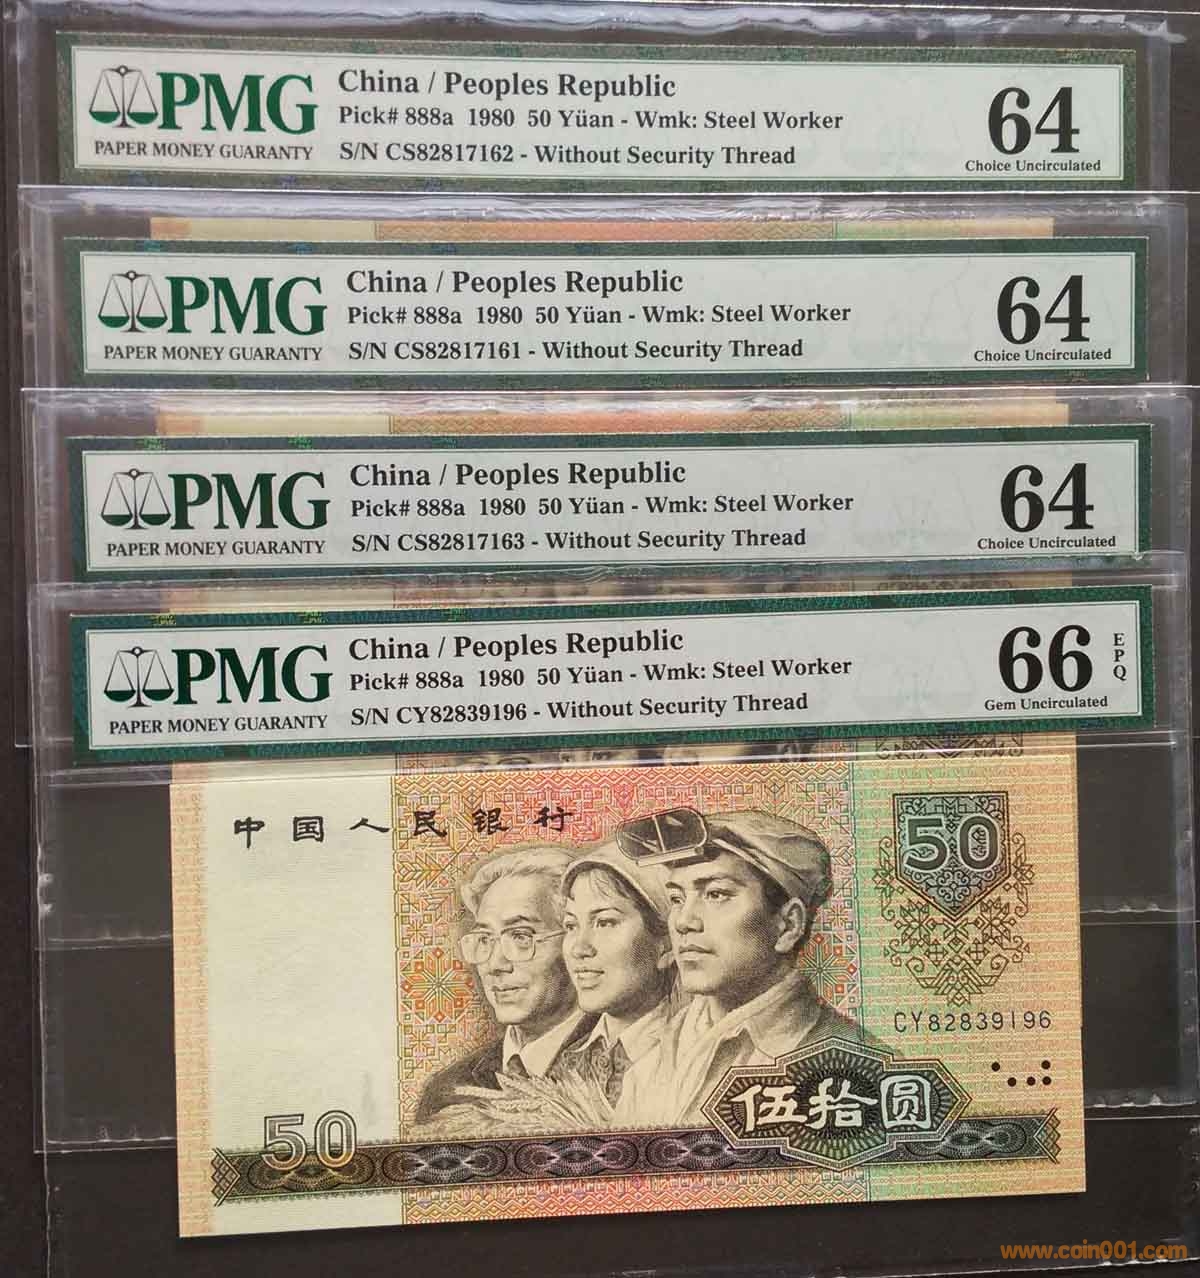 PMG
PAPER MONEY GUARANTY
China / Peoples Republic
Pick# 888a 1980 50 Yüan - Wmk: Steel Worker
S/N CS82817162 - Without Security Thread
64
Choice Uncirculated
PMG
PAPER MONEY GUARANTY
China / Peoples Republic
Pick# 888a 1980 50 Yüan - Wmk: Steel Worker
S/N CS82817161 - Without Security Thread
64
Choice Uncirculated
PMG
PAPER MONEY GUARANTY
China / Peoples Republic
Pick# 888a 1980 50 Yüan - Wmk: Steel Worker
S/N CS82817163 - Without Security Thread
64
Choice Uncirculated
PMG
PAPER MONEY GUARANTY
China / Peoples Republic
Pick# 888a 1980 50 Yüan - Wmk: Steel Worker
S/N CY82839196 - Without Security Thread
66
EPQ
Gem Uncirculated
中国人民银行
50
CY82839196
伍拾圆
50
www.coin001.com